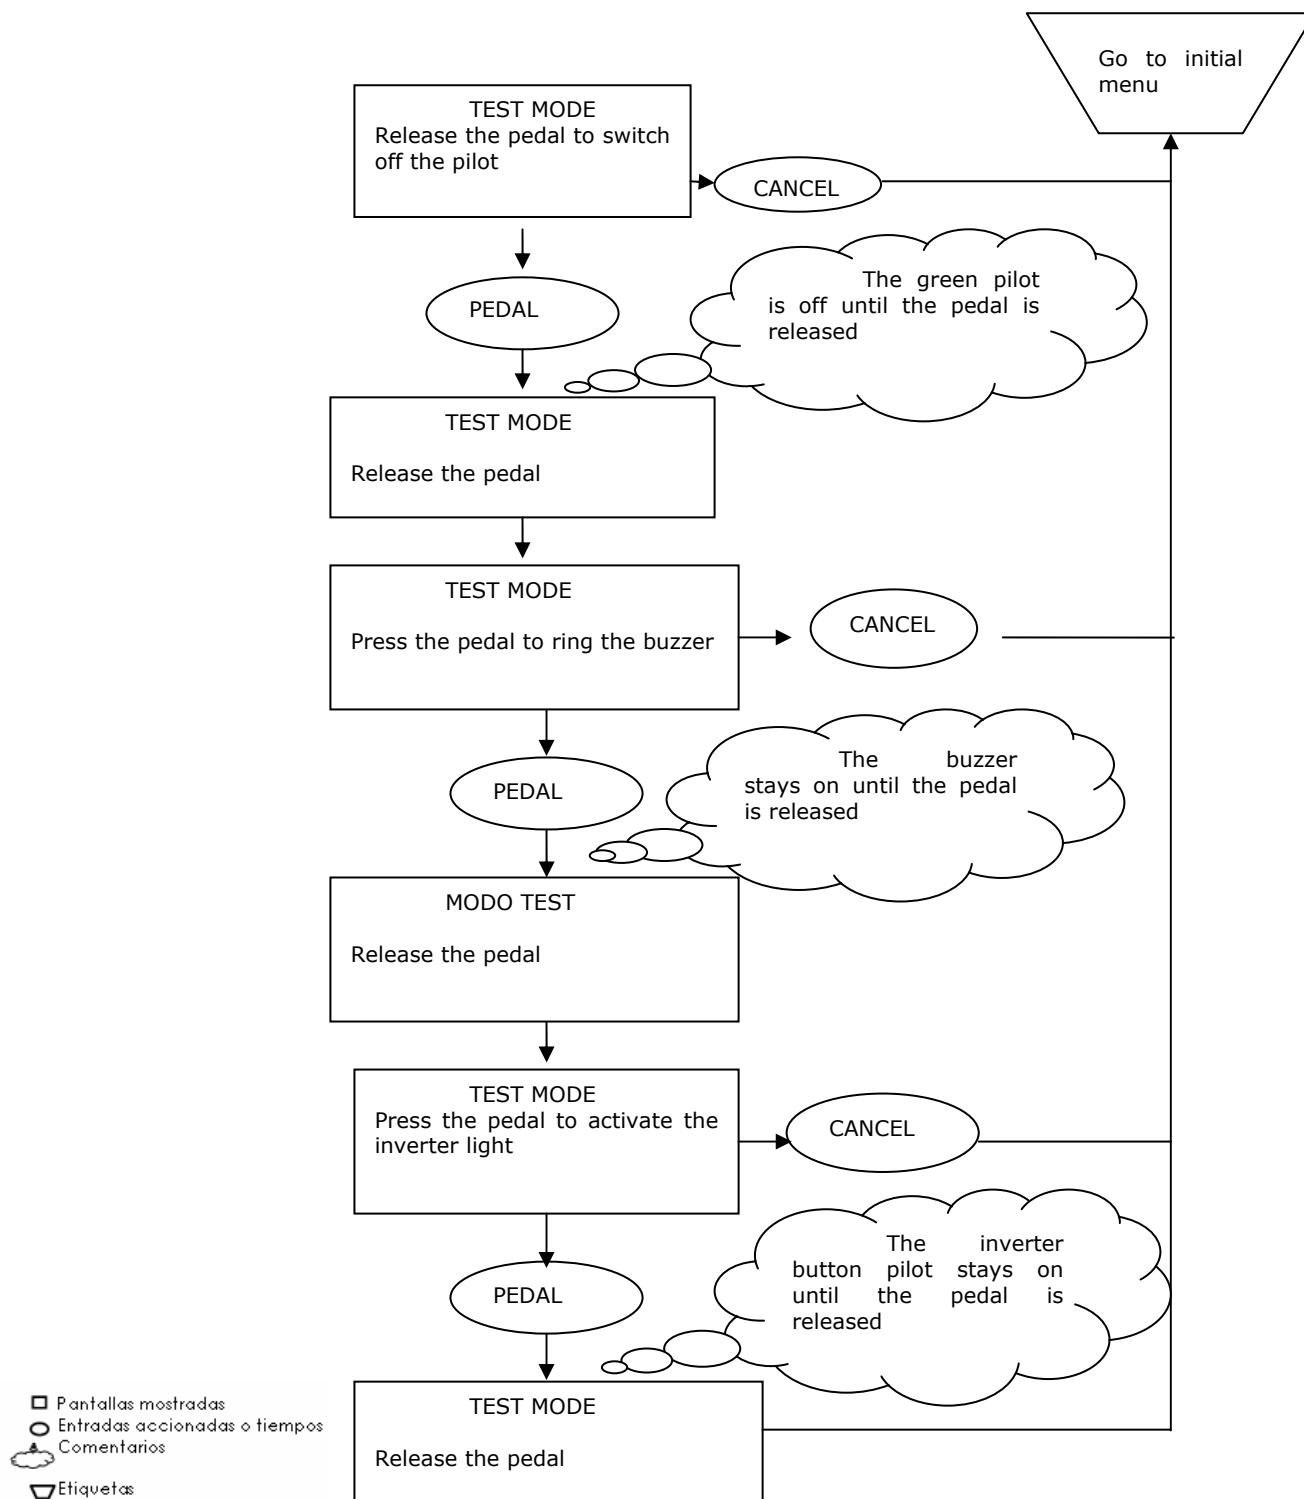 Go to initial
menu
TEST MODE
Release the pedal to switch
off the pilot
CANCEL
The green pilot
is off until the pedal is
released
PEDAL
TEST MODE
Release the pedal
TEST MODE
Press the pedal to ring the buzzer
CANCEL
The buzzer
stays on until the pedal
is released
PEDAL
MODO TEST
Release the pedal
TEST MODE
Press the pedal to activate the
inverter light
CANCEL
The inverter
button pilot stays on
until the pedal is
released
PEDAL
TEST MODE
Release the pedal
Pantallas mostradas
Entradas accionadas o tiempos
Comentarios
Etiquetas